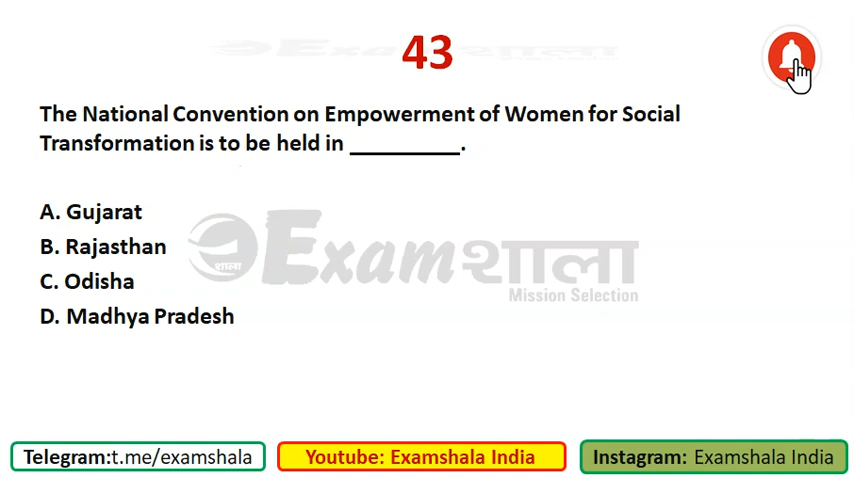 43
The National Convention on Empowerment of Women for Social
Transformation is to be held in __________.
A. Gujarat
B. Rajasthan
C. Odisha
D. Madhya Pradesh
शाला
Examशाला
Mission Selection
Telegram:t.me/examshala
Youtube: Examshala India
Instagram: Examshala India